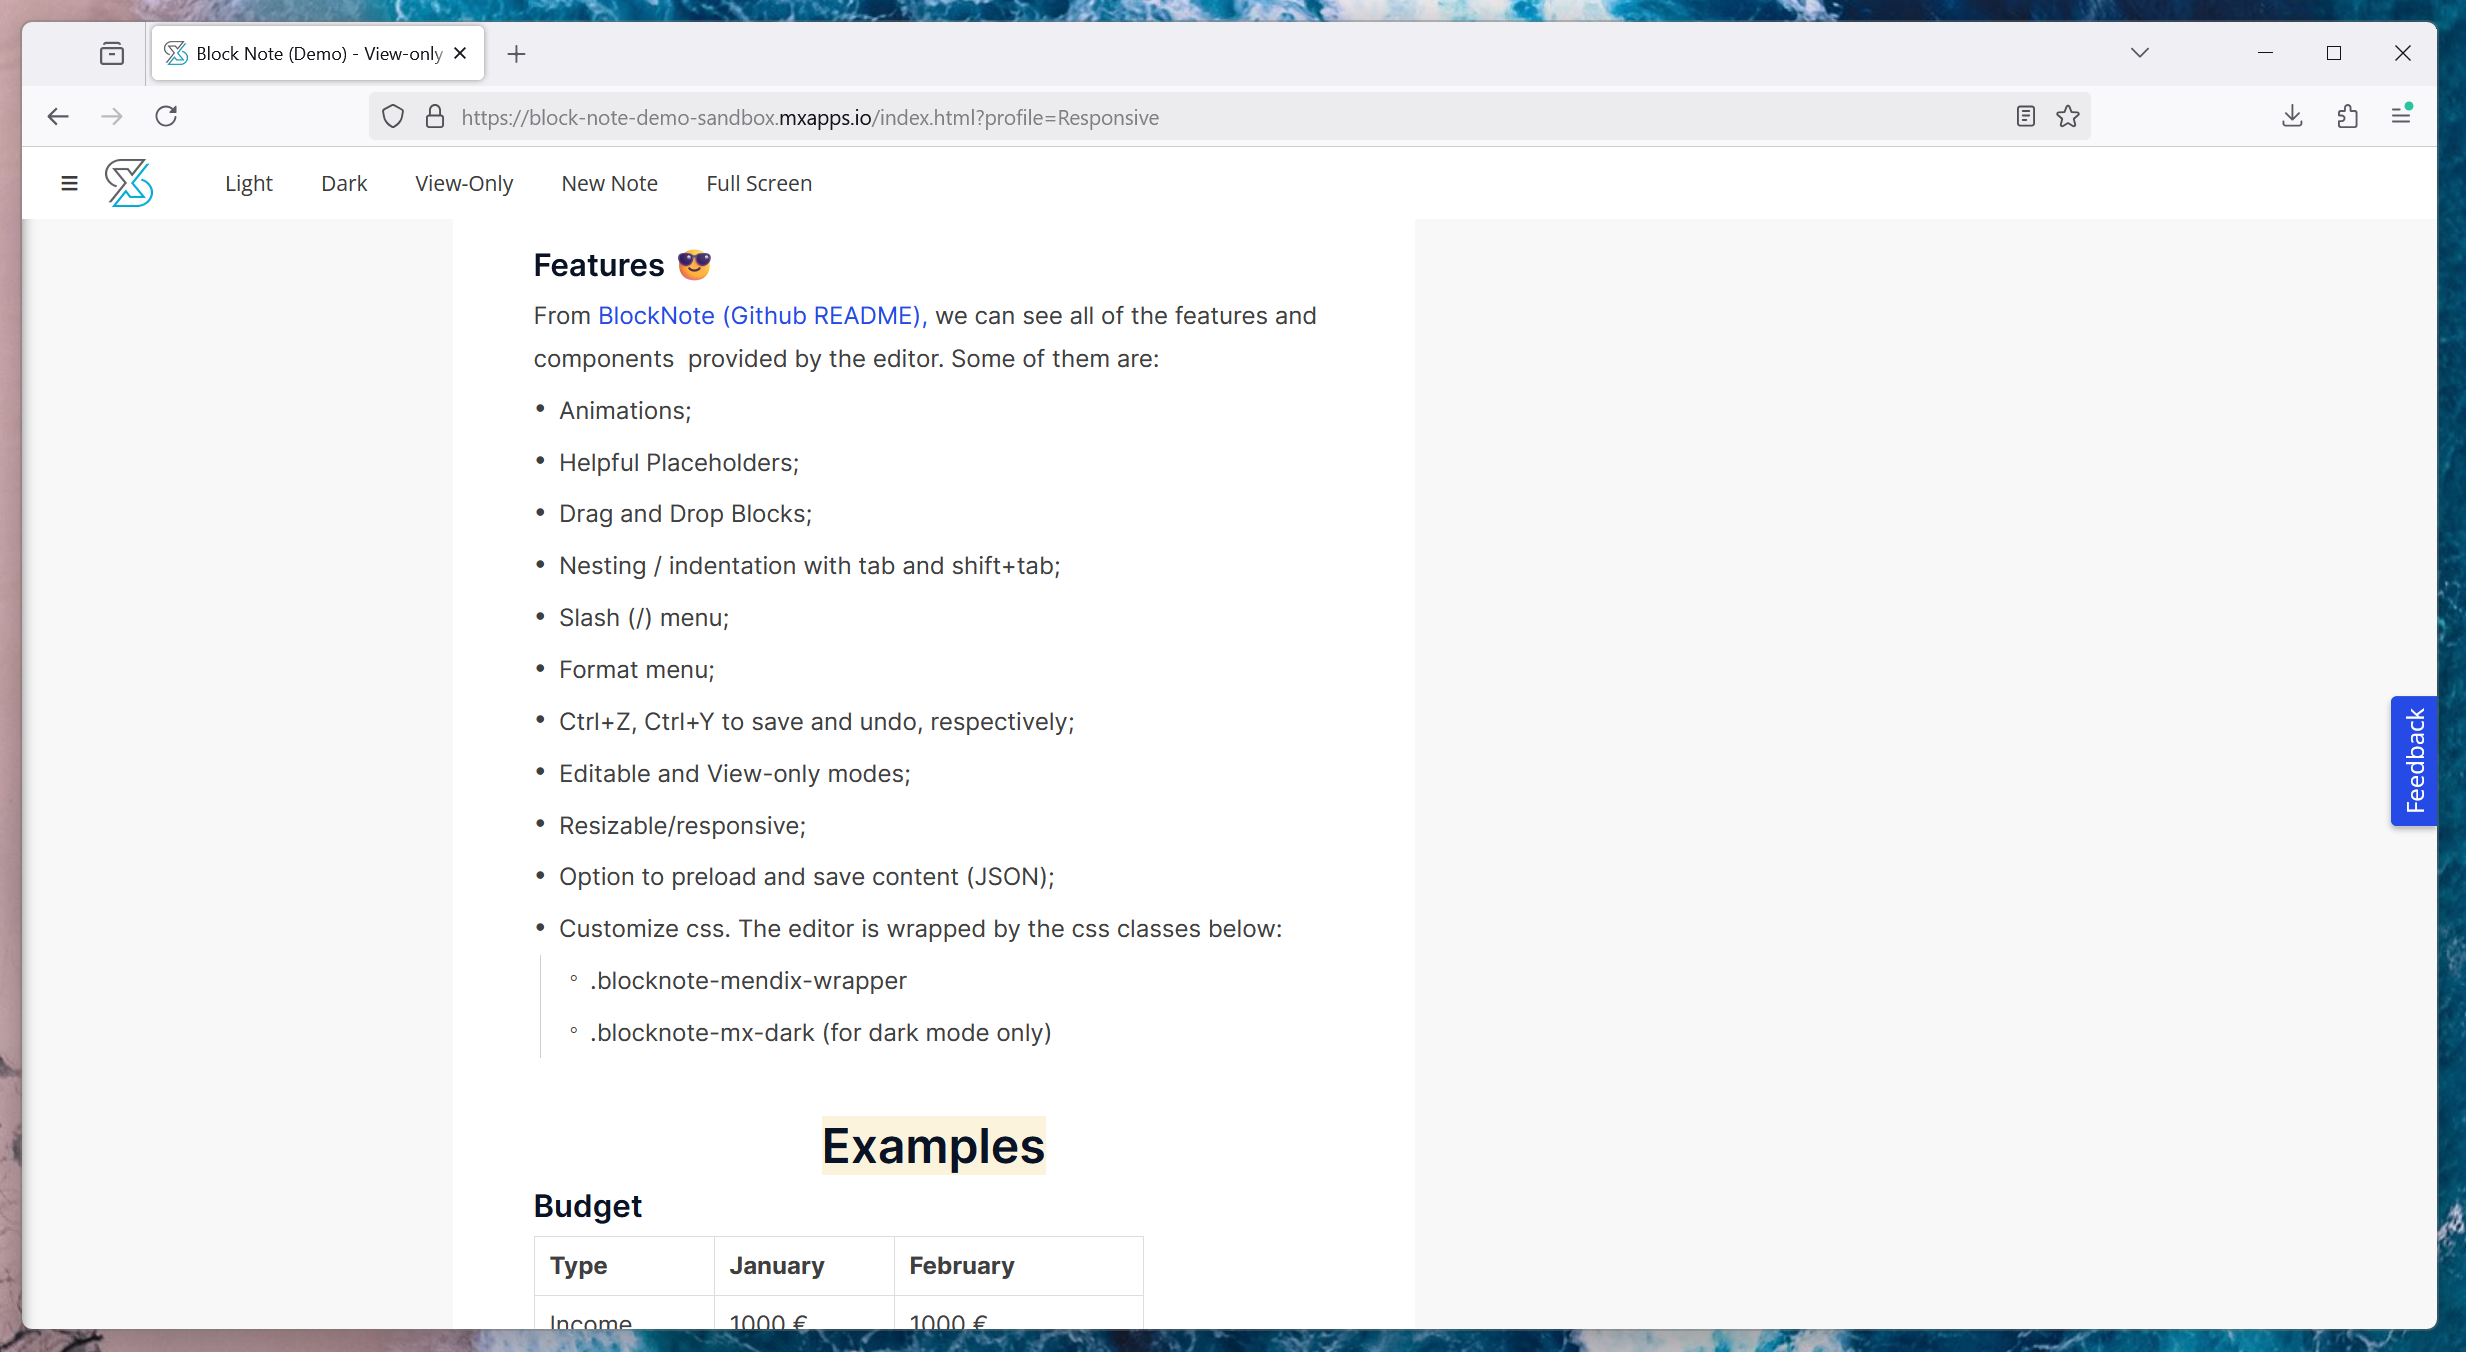 Block Note (Demo) - View-only
https://block-note-demo-sandbox.mxapps.io/index.html?profile=Responsive
Light Dark View-Only New Note Full Screen
Features 😎
From BlockNote (Github README), we can see all of the features and
components  provided by the editor. Some of them are:
• Animations;
• Helpful Placeholders;
• Drag and Drop Blocks;
• Nesting / indentation with tab and shift+tab;
• Slash (/) menu;
• Format menu;
• Ctrl+Z, Ctrl+Y to save and undo, respectively;
• Editable and View-only modes;
• Resizable/responsive;
• Option to preload and save content (JSON);
• Customize css. The editor is wrapped by the css classes below:
◦ .blocknote-mendix-wrapper
◦ .blocknote-mx-dark (for dark mode only)
Feedback
Examples
Budget
Type January February
Income 1000 € 1000 €